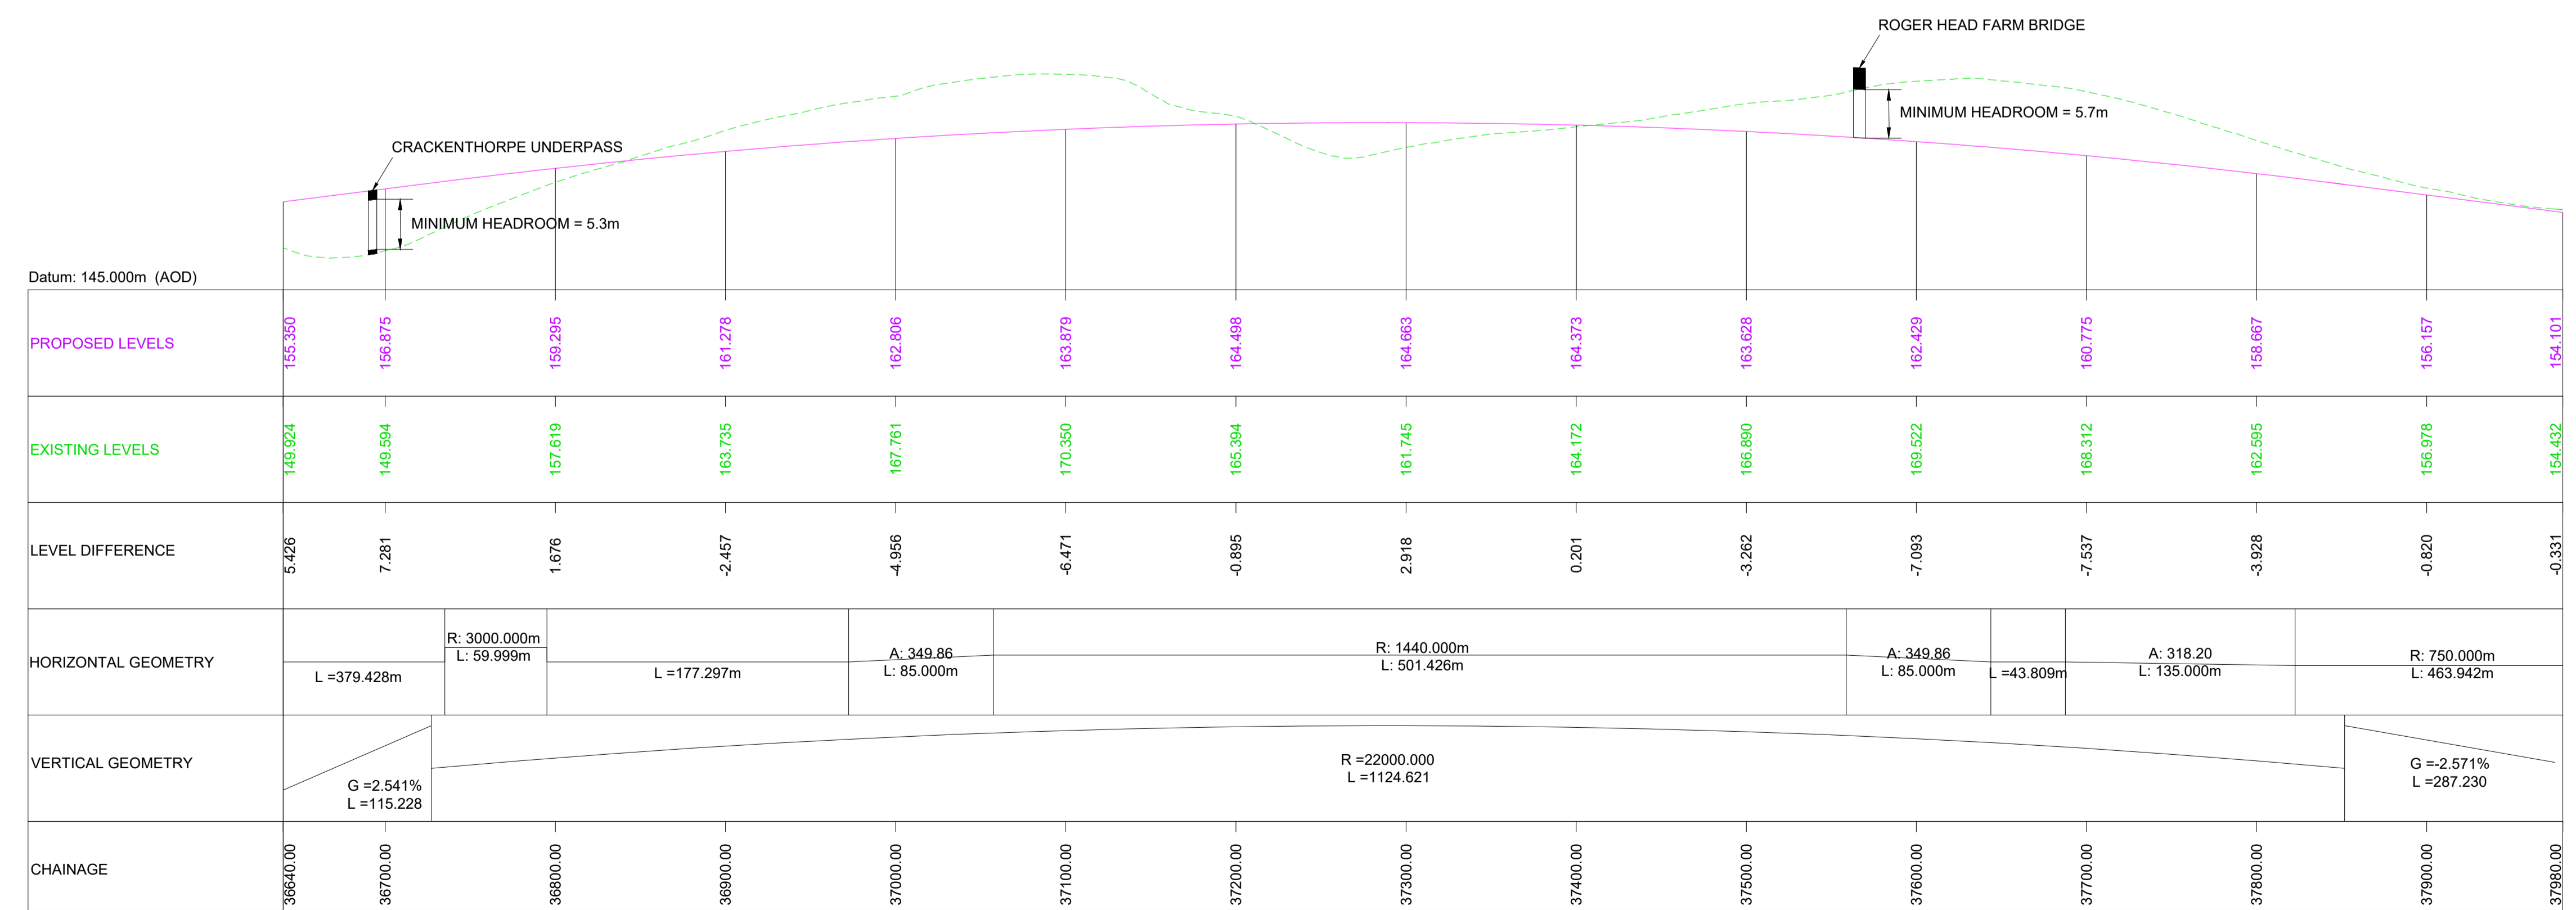 ROGER HEAD FARM BRIDGE
MINIMUM HEADROOM = 5.7m
CRACKENTHORPE UNDERPASS
MINIMUM HEADROOM = 5.3m
Datum: 145.000m (AOD)
PROPOSED LEVELS
155.350
156.875
159.295
161.278
162.806
163.879
164.498
164.663
164.373
163.628
162.429
160.775
158.667
156.157
154.101
EXISTING LEVELS
149.924
149.594
157.619
163.735
167.761
170.350
165.394
161.745
164.172
166.890
169.522
168.312
162.595
156.978
154.432
LEVEL DIFFERENCE
5.426
7.281
1.676
-2.457
-4.956
-6.471
-0.895
2.918
0.201
-3.262
-7.093
-7.537
-3.928
-0.820
-0.331
HORIZONTAL GEOMETRY
L =379.428m
R: 3000.000m
L: 59.999m
L =177.297m
A: 349.86
L: 85.000m
R: 1440.000m
L: 501.426m
A: 349.86
L: 85.000m
L =43.809m
A: 318.20
L: 135.000m
R: 750.000m
L: 463.942m
VERTICAL GEOMETRY
G =2.541%
L =115.228
R =22000.000
L =1124.621
G =-2.571%
L =287.230
CHAINAGE
36640.00
36700.00
36800.00
36900.00
37000.00
37100.00
37200.00
37300.00
37400.00
37500.00
37600.00
37700.00
37800.00
37900.00
37980.00